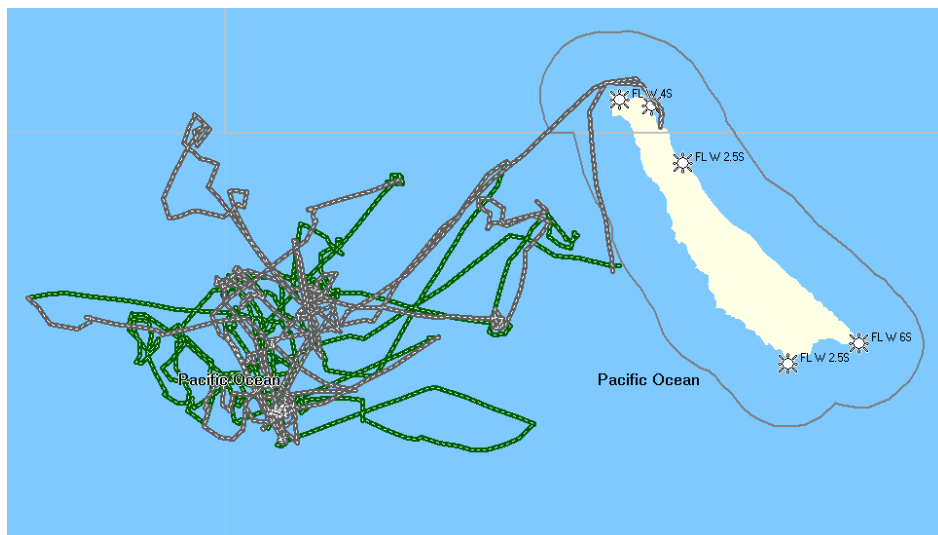 FL W 4S
FL W 2.5S
FL W 6S
FL W 2.5S
Pacific Ocean
Pacific Ocean